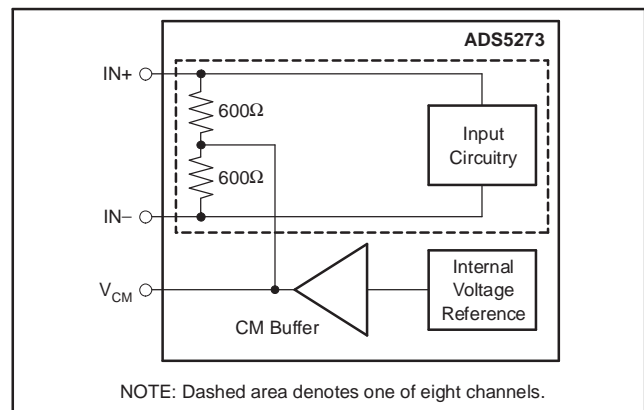 ADS5273
IN+
600Ω
Input
Circuitry
600Ω
IN−
Internal
Voltage
Reference
V_CM
CM Buffer
NOTE: Dashed area denotes one of eight channels.